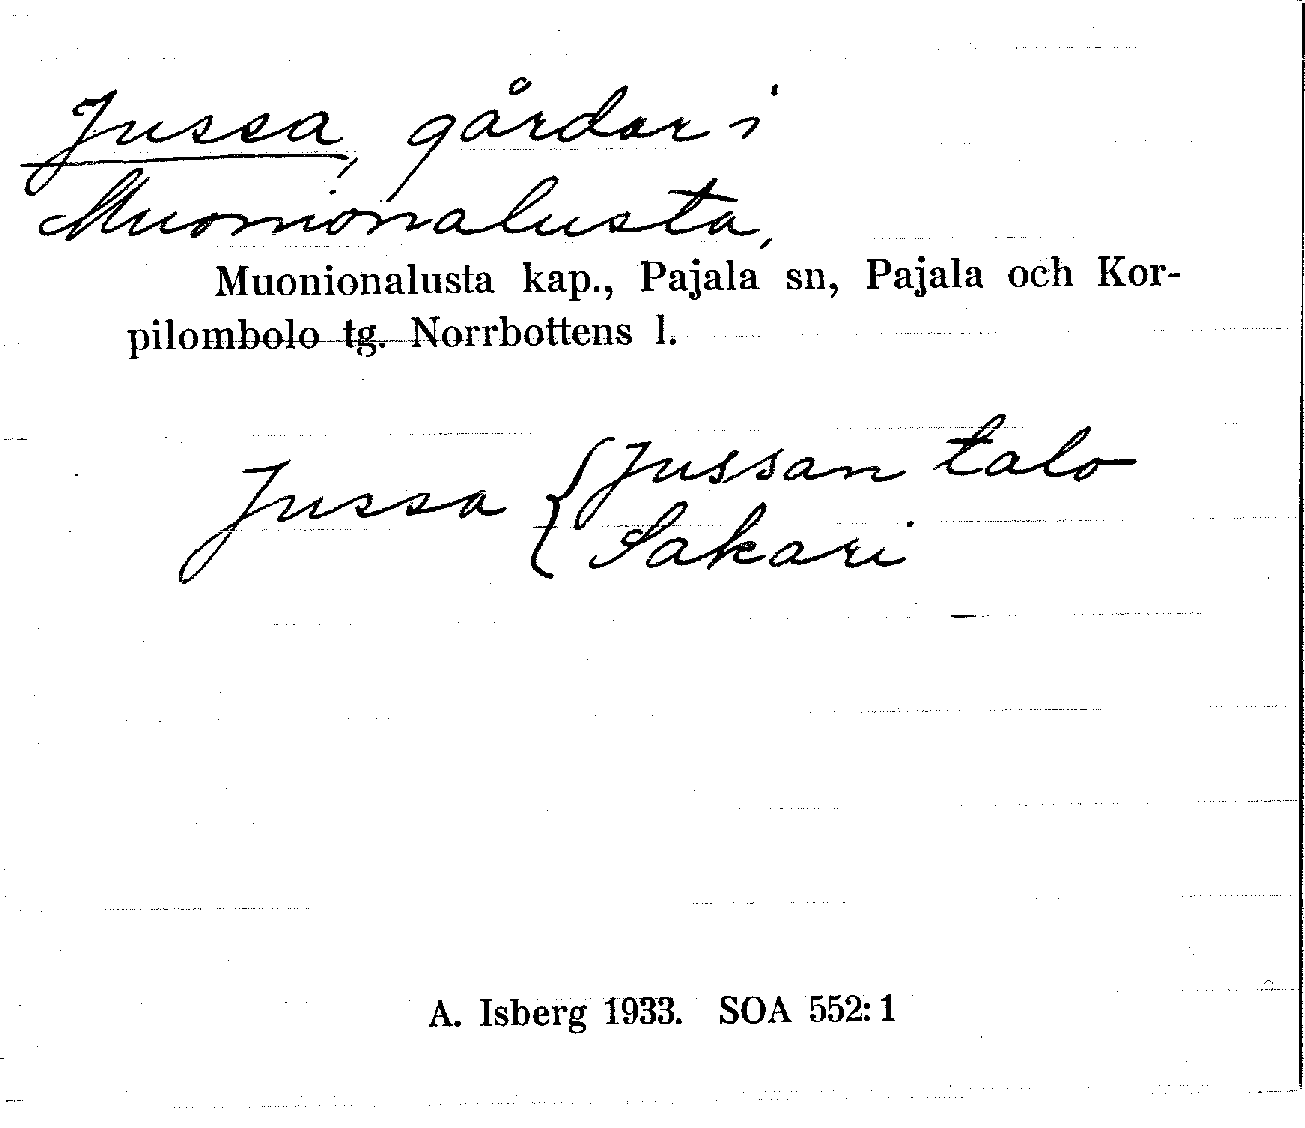 Jussa, gårdar i
Muonionalusta,
Muonionalusta kap., Pajala sn, Pajala och Kor-
pilombolo tg. Norrbottens l.
Jussa { Jussan talo
Sakari
A. Isberg 1933. SOA 552:1